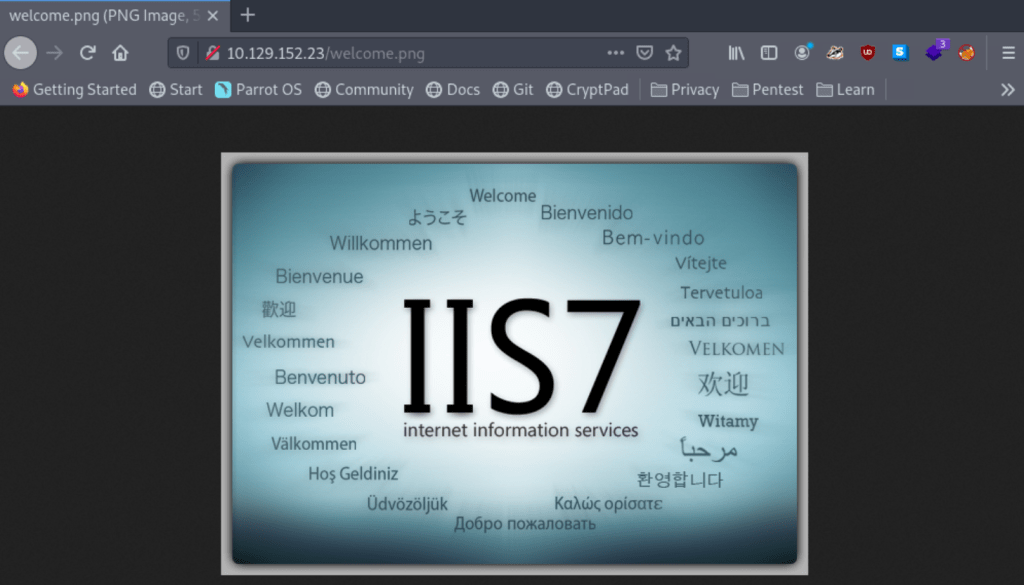 welcome.png (PNG Image, 5
10.129.152.23/welcome.png
3
Getting Started Start Parrot OS Community Docs Git CryptPad Privacy Pentest Learn
Welcome
ようこそ
Bienvenido
Willkommen
Bem-vindo
Bienvenue
Vítejte
Tervetuloa
歡迎
ברוכים הבאים
Velkommen
VELKOMEN
Benvenuto
欢迎
Welkom
Witamy
Välkommen
مرحباً
Hoş Geldiniz
환영합니다
Üdvözöljük
Καλώς ορίσατε
Добро пожаловать
IIS7
internet information services